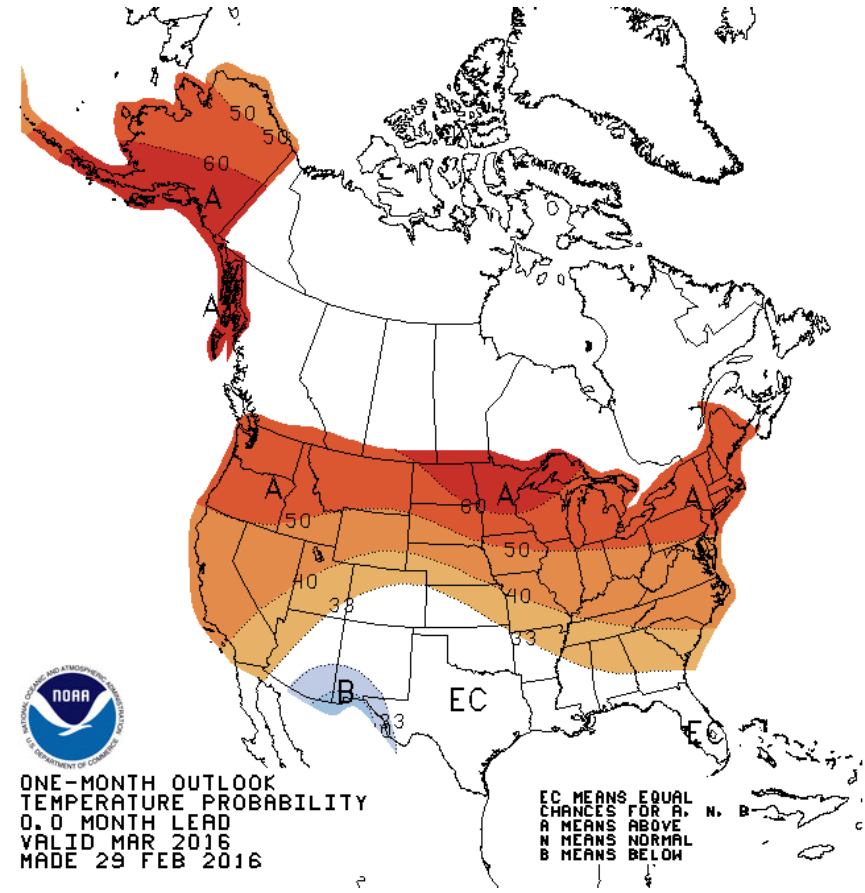 50
50
60
A
A
A
A
A
60
50
50
40
40
33
33
B
EC
33
EC
NATIONAL OCEANIC AND ATMOSPHERIC ADMINISTRATION
NOAA
U.S. DEPARTMENT OF COMMERCE
ONE-MONTH OUTLOOK
TEMPERATURE PROBABILITY
0.0 MONTH LEAD
VALID MAR 2016
MADE 29 FEB 2016
EC MEANS EQUAL
CHANCES FOR A, N, B
A MEANS ABOVE
N MEANS NORMAL
B MEANS BELOW